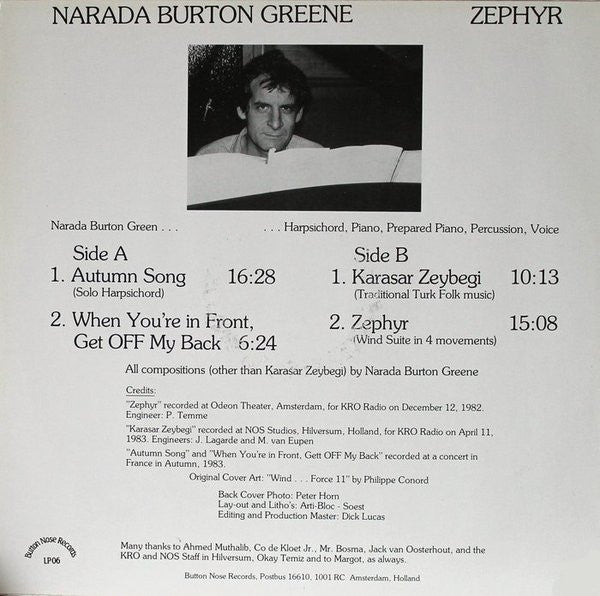 NARADA BURTON GREENE ZEPHYR
Narada Burton Green . . . . . . Harpsichord, Piano, Prepared Piano, Percussion, Voice
Side A
1. Autumn Song 16:28
(Solo Harpsichord)
2. When You're in Front,
Get OFF My Back 6:24
Side B
1. Karasar Zeybegi 10:13
(Traditional Turk Folk music)
2. Zephyr 15:08
(Wind Suite in 4 movements)
All compositions (other than Karasar Zeybegi) by Narada Burton Greene
Credits:
"Zephyr" recorded at Odeon Theater, Amsterdam, for KRO Radio on December 12, 1982.
Engineer: P. Temme
"Karasar Zeybegi" recorded at NOS Studios, Hilversum, Holland, for KRO Radio on April 11,
1983. Engineers: J. Lagarde and M. van Eupen
"Autumn Song" and "When You're in Front, Gett OFF My Back" recorded at a concert in
France in Autumn, 1983.
Original Cover Art: "Wind . . . Force 11" by Philippe Conord
Back Cover Photo: Peter Horn
Lay-out and Litho's: Arti-Bloc - Soest
Editing and Production Master: Dick Lucas
Button Nose Records
LP06
Many thanks to Ahmed Muthalib, Co de Kloet Jr., Mr. Bosma, Jack van Oosterhout, and the
KRO and NOS Staff in Hilversum, Okay Temiz and to Margot, as always.
Button Nose Records, Postbus 16610, 1001 RC Amsterdam, Holland